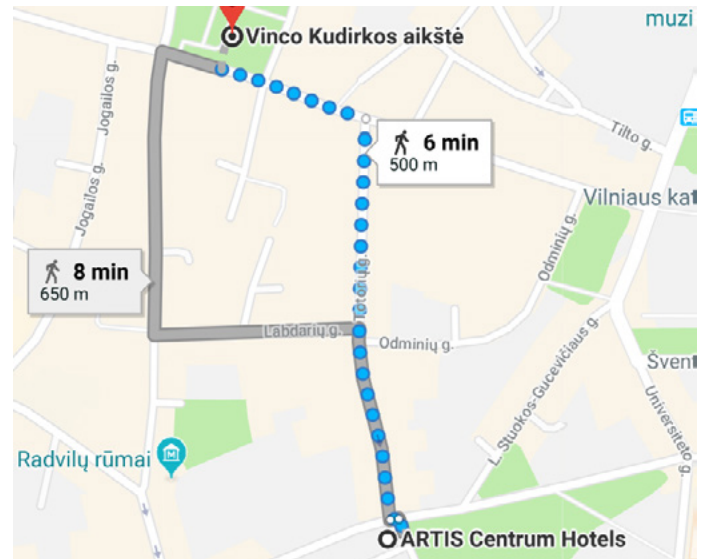 muzi
Vinco Kudirkos aikštė
Jogailos g.
Tilto g.
6 min
500 m
Vilniaus kat
Jogailos g.
Odminių g.
8 min
650 m
Totorių g.
Labdarių g.
Odminių g.
L. Stuokos-Gucevičiaus g.
Švent
Universiteto g.
Radvilų rūmai
M
ARTIS Centrum Hotels